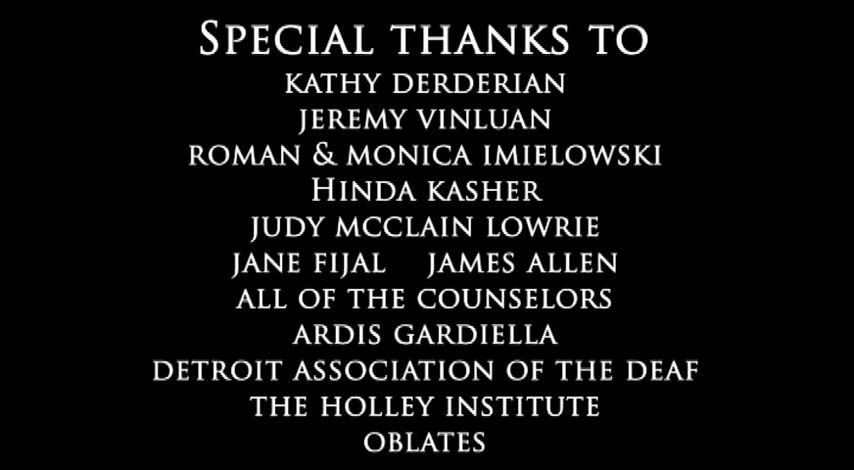 SPECIAL THANKS TO
KATHY DERDERIAN
JEREMY VINLUAN
ROMAN & MONICA IMIELOWSKI
HINDA KASHER
JUDY MCCLAIN LOWRIE
JANE FIJAL JAMES ALLEN
ALL OF THE COUNSELORS
ARDIS GARDIELLA
DETROIT ASSOCIATION OF THE DEAF
THE HOLLEY INSTITUTE
OBLATES